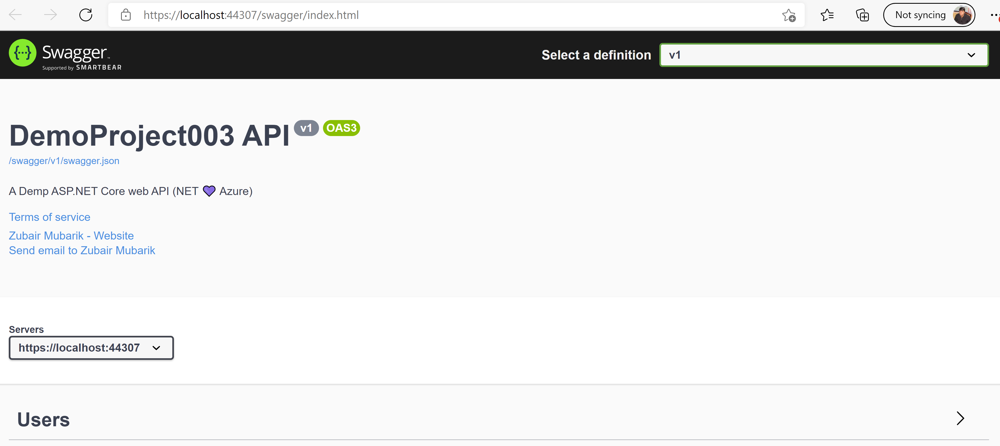 https://localhost:44307/swagger/index.html
Not syncing
{···} Swagger™
Supported by SMARTBEAR
Select a definition
v1
DemoProject003 API v1 OAS3
/swagger/v1/swagger.json
A Demp ASP.NET Core web API (NET 💜 Azure)
Terms of service
Zubair Mubarik - Website
Send email to Zubair Mubarik
Servers
https://localhost:44307
Users